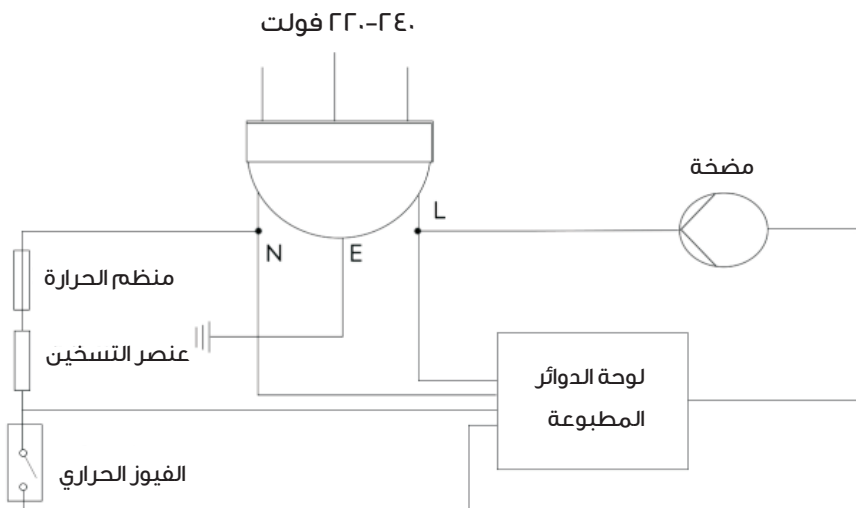 ٢٢٠-٢٤٠ فولت
مضخة
L
N
E
منظم الحرارة
عنصر التسخين
لوحة الدوائر
المطبوعة
الفيوز الحراري